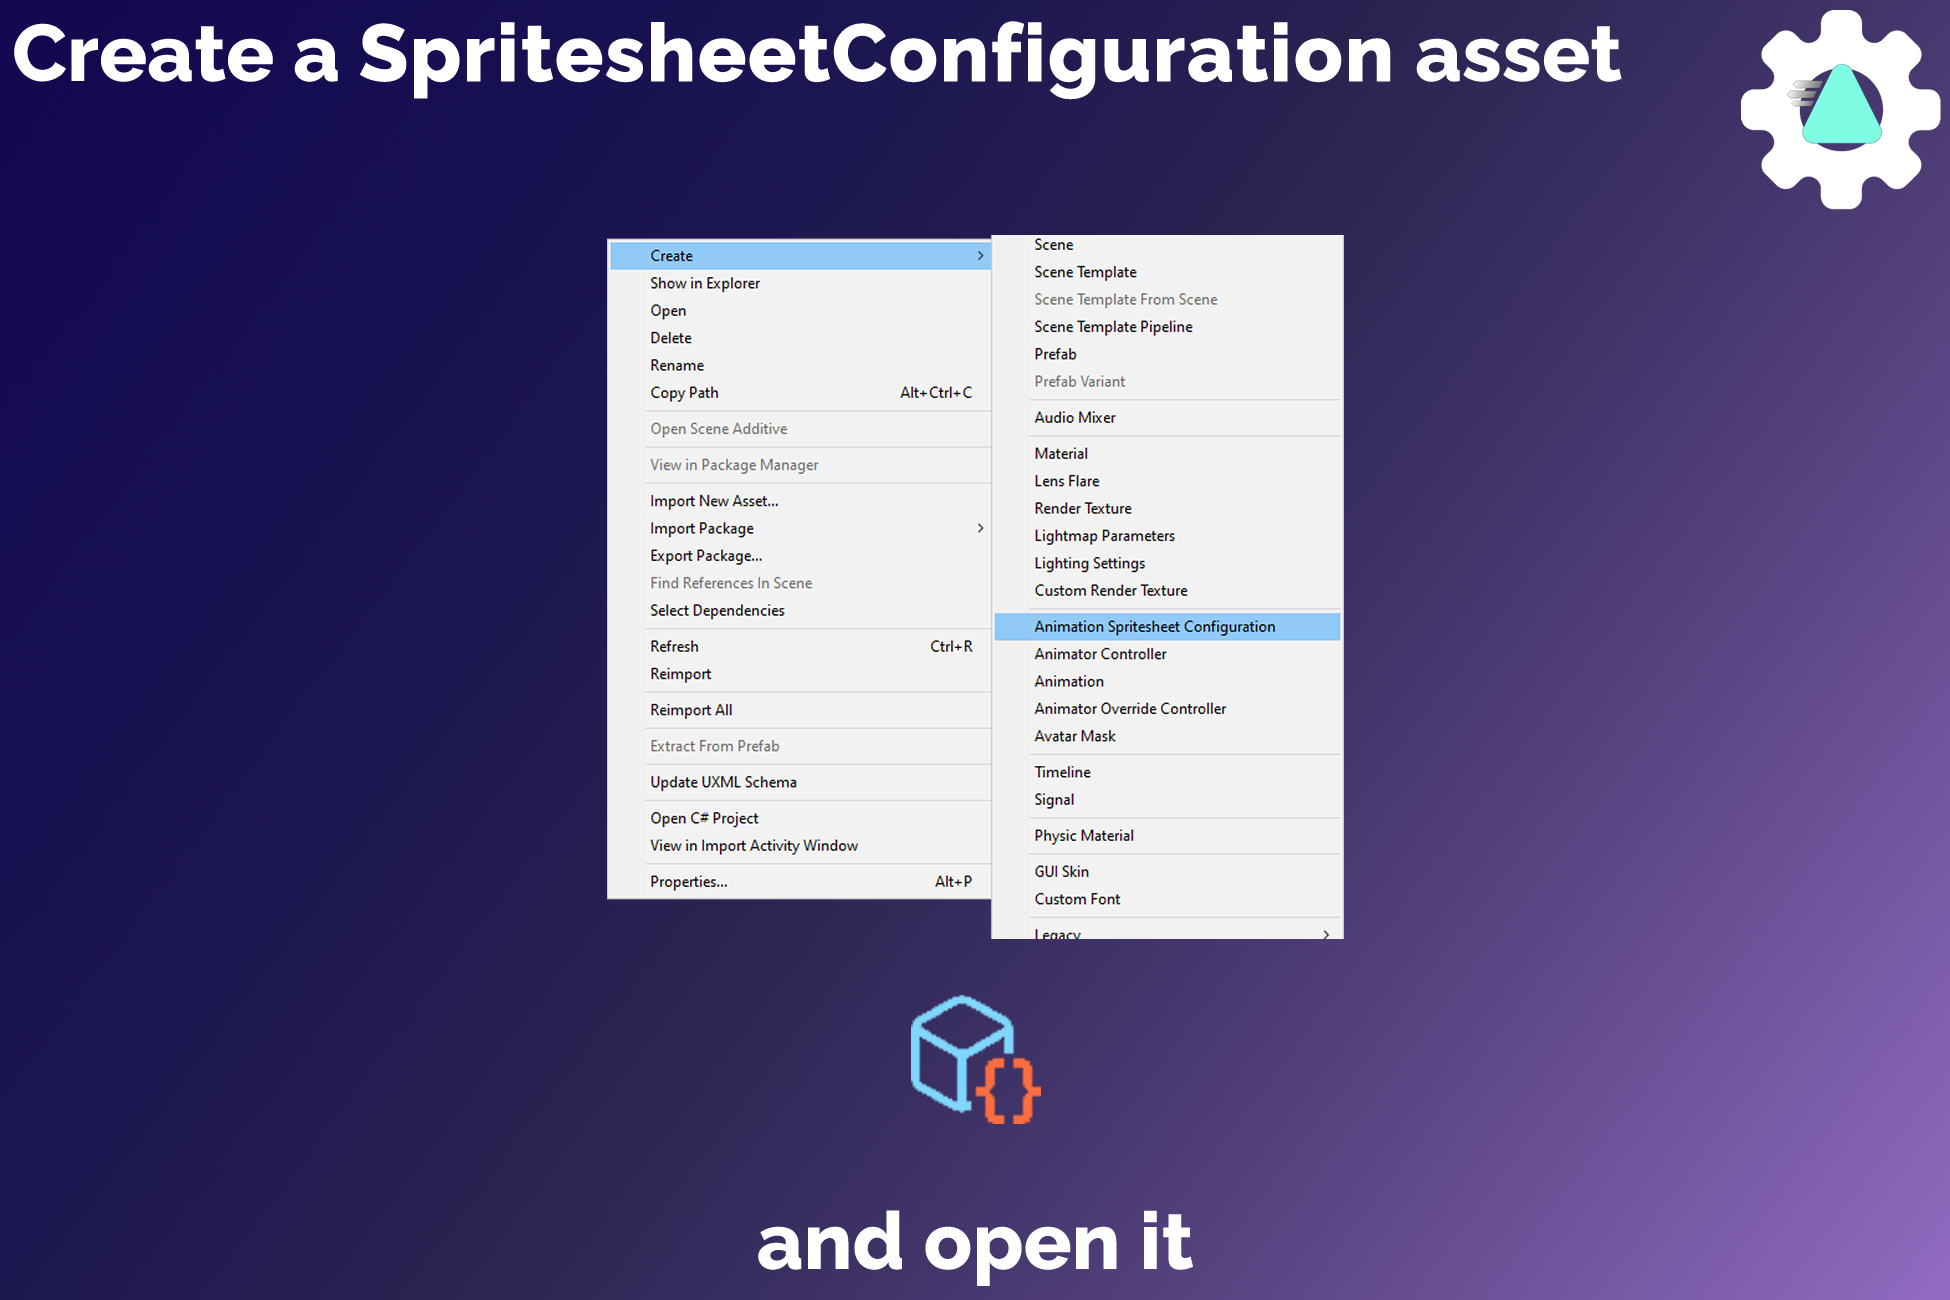 Create a SpritesheetConfiguration asset
Create
Show in Explorer
Open
Delete
Rename
Copy Path Alt+Ctrl+C
Open Scene Additive
View in Package Manager
Import New Asset...
Import Package
Export Package...
Find References In Scene
Select Dependencies
Refresh Ctrl+R
Reimport
Reimport All
Extract From Prefab
Update UXML Schema
Open C# Project
View in Import Activity Window
Properties... Alt+P
Scene
Scene Template
Scene Template From Scene
Scene Template Pipeline
Prefab
Prefab Variant
Audio Mixer
Material
Lens Flare
Render Texture
Lightmap Parameters
Lighting Settings
Custom Render Texture
Animation Spritesheet Configuration
Animator Controller
Animation
Animator Override Controller
Avatar Mask
Timeline
Signal
Physic Material
GUI Skin
Custom Font
Legacy
{}
and open it